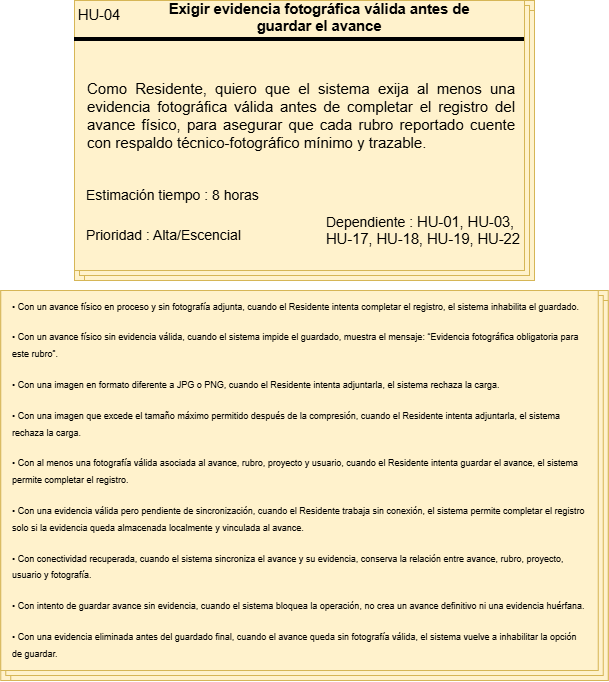 HU-04
Exigir evidencia fotográfica válida antes de
guardar el avance
Como Residente, quiero que el sistema exija al menos una
evidencia fotográfica válida antes de completar el registro del
avance físico, para asegurar que cada rubro reportado cuente
con respaldo técnico-fotográfico mínimo y trazable.
Estimación tiempo : 8 horas
Prioridad : Alta/Escencial
Dependiente : HU-01, HU-03,
HU-17, HU-18, HU-19, HU-22
• Con un avance físico en proceso y sin fotografía adjunta, cuando el Residente intenta completar el registro, el sistema inhabilita el guardado.
• Con un avance físico sin evidencia válida, cuando el sistema impide el guardado, muestra el mensaje: “Evidencia fotográfica obligatoria para
este rubro”.
• Con una imagen en formato diferente a JPG o PNG, cuando el Residente intenta adjuntarla, el sistema rechaza la carga.
• Con una imagen que excede el tamaño máximo permitido después de la compresión, cuando el Residente intenta adjuntarla, el sistema
rechaza la carga.
• Con al menos una fotografía válida asociada al avance, rubro, proyecto y usuario, cuando el Residente intenta guardar el avance, el sistema
permite completar el registro.
• Con una evidencia válida pero pendiente de sincronización, cuando el Residente trabaja sin conexión, el sistema permite completar el registro
solo si la evidencia queda almacenada localmente y vinculada al avance.
• Con conectividad recuperada, cuando el sistema sincroniza el avance y su evidencia, conserva la relación entre avance, rubro, proyecto,
usuario y fotografía.
• Con intento de guardar avance sin evidencia, cuando el sistema bloquea la operación, no crea un avance definitivo ni una evidencia huérfana.
• Con una evidencia eliminada antes del guardado final, cuando el avance queda sin fotografía válida, el sistema vuelve a inhabilitar la opción
de guardar.